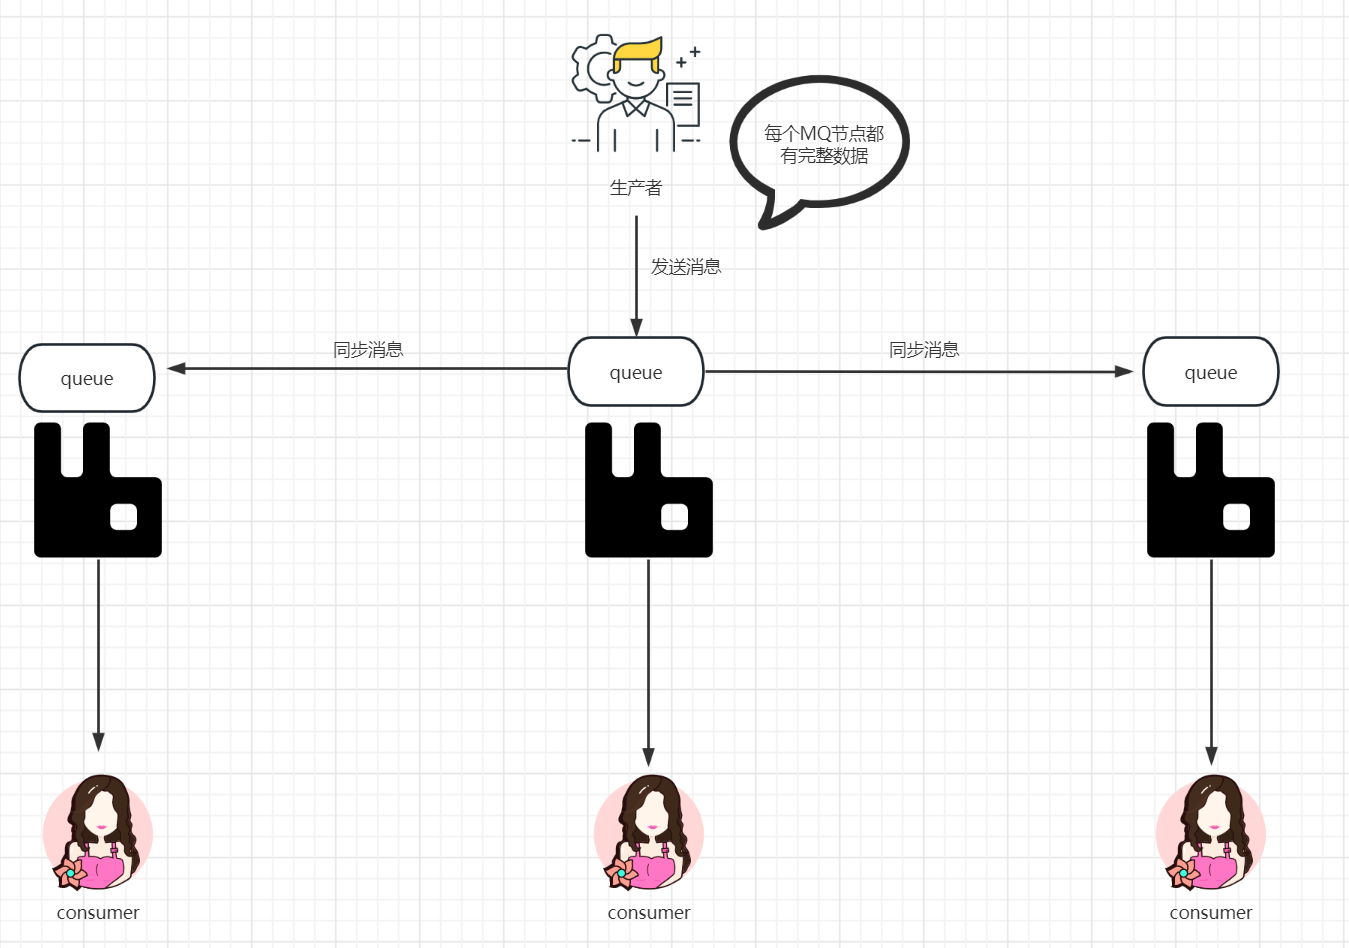 每个MQ节点都
有完整数据
生产者
发送消息
同步消息
同步消息
queue
queue
queue
consumer
consumer
consumer